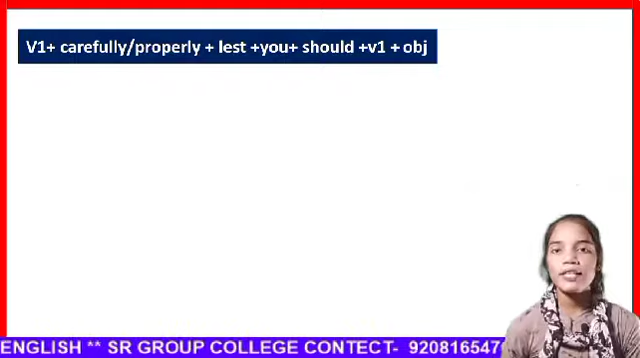 V1+ carefully/properly + lest +you+ should +v1 + obj
ENGLISH ** SR GROUP COLLEGE CONTECT- 920816547